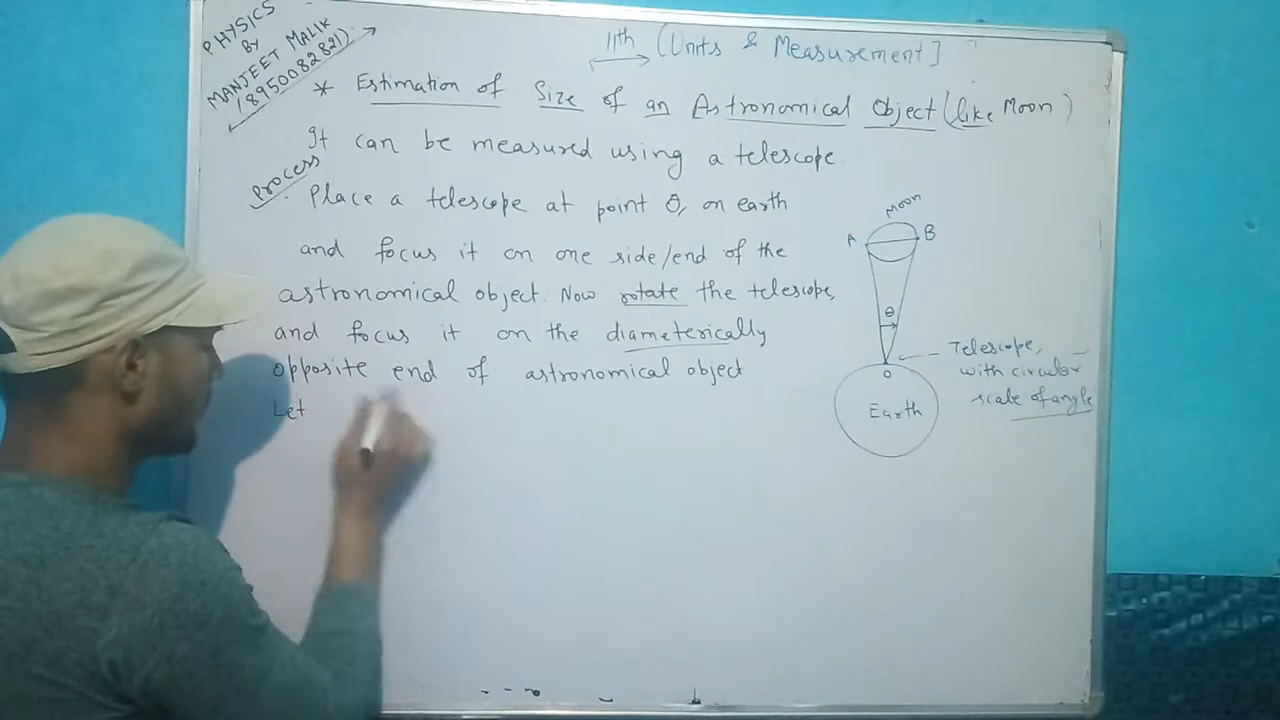 PHYSICS
BY
MANJEET MALIK
(8950082821)
11th (Units & Measurement]
* Estimation of Size of an Astronomical Object (like Moon)
It can be measured using a telescope.
Process
. Place a telescope at point O, on earth
and focus it on one side/end of the
astronomical object. Now rotate the telescope,
and focus it on the diameterically
opposite end of astronomical object
Let
Moon
A B
θ
O
Earth
Telescope,
with circular
scale of angle